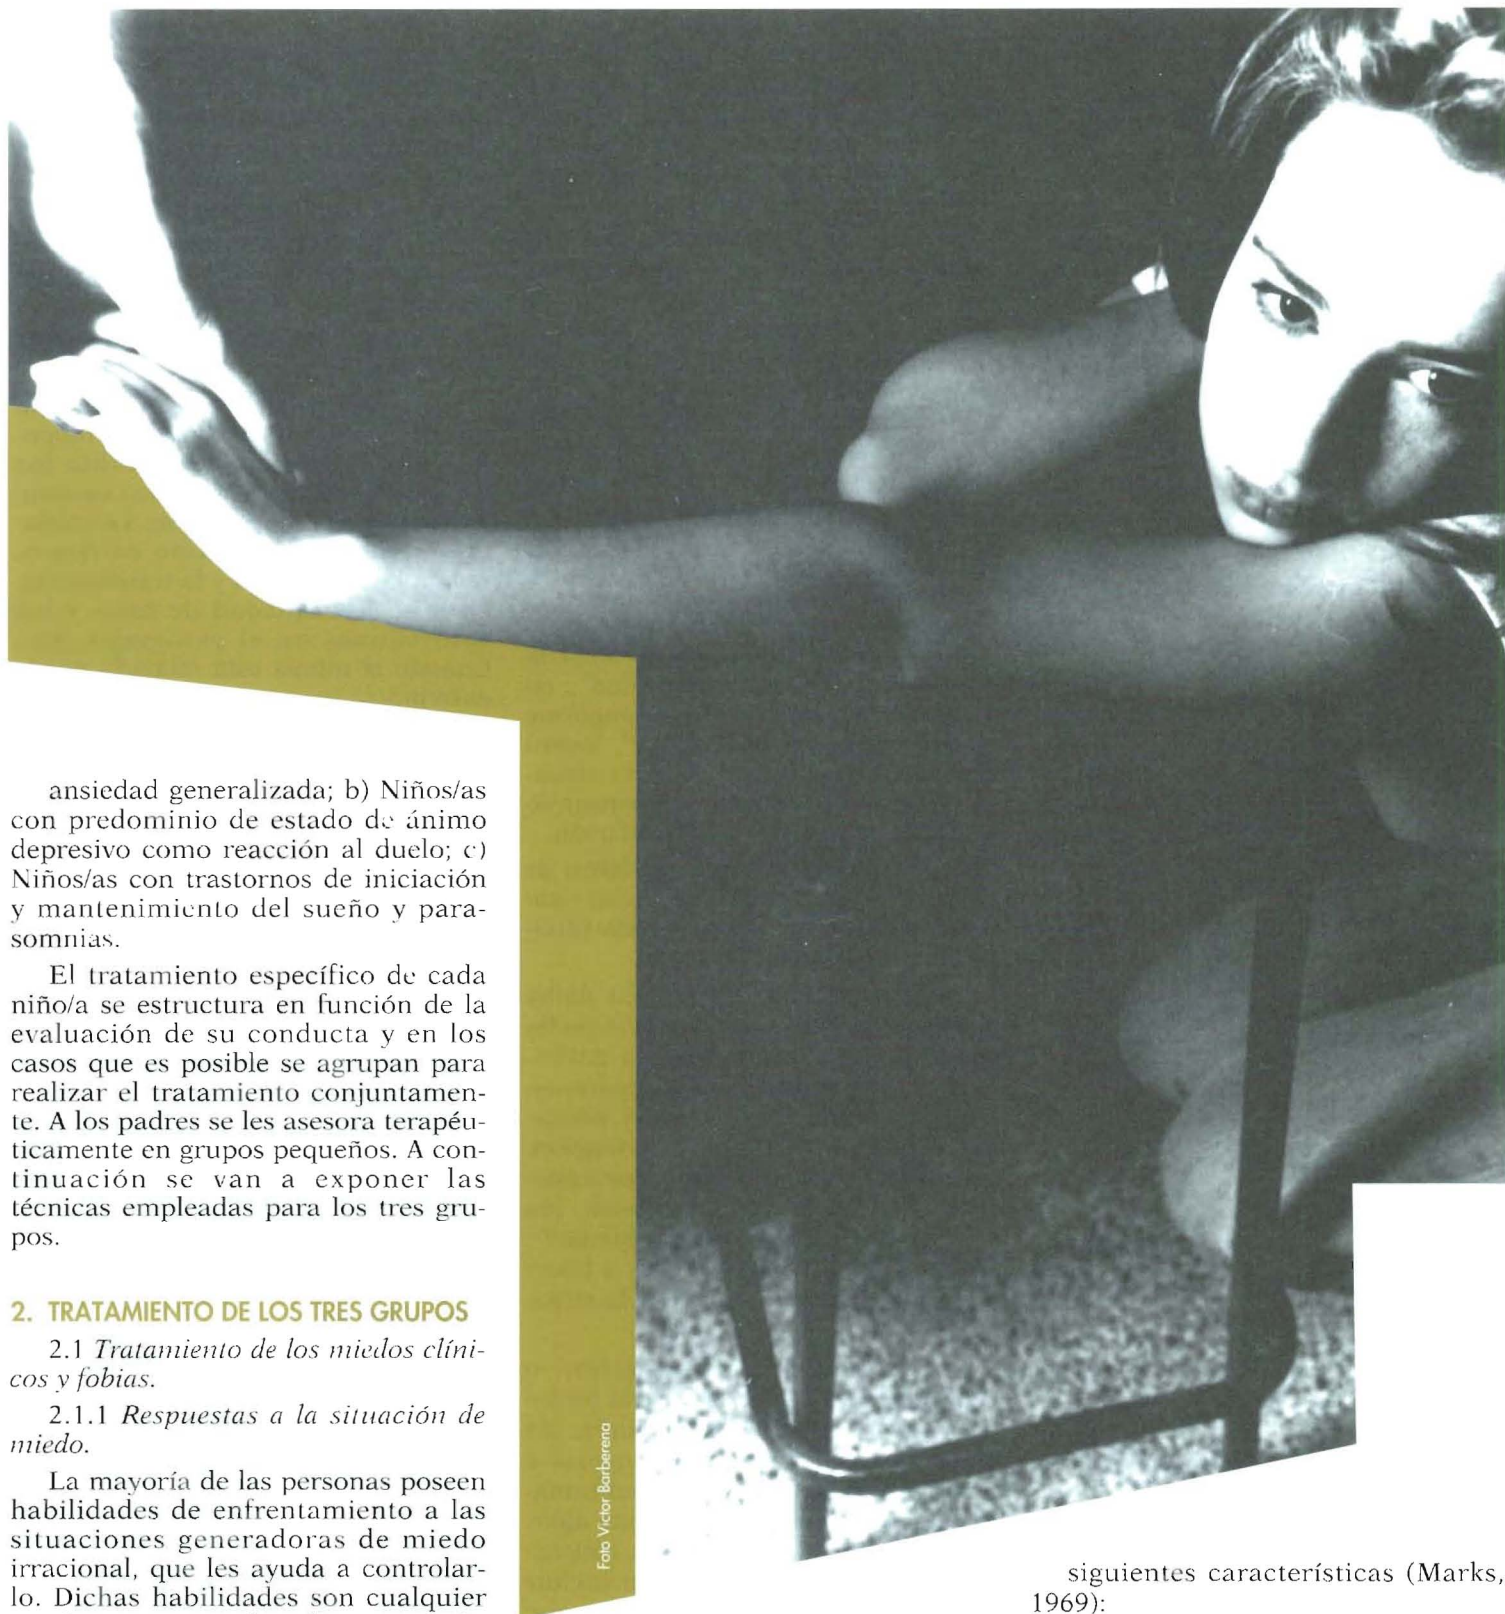 ansiedad generalizada; b) Niños/as
con predominio de estado de ánimo
depresivo como reacción al duelo; c)
Niños/as con trastornos de iniciación
y mantenimiento del sueño y para-
somnias.
El tratamiento específico de cada
niño/a se estructura en función de la
evaluación de su conducta y en los
casos que es posible se agrupan para
realizar el tratamiento conjuntamen-
te. A los padres se les asesora terapéu-
ticamente en grupos pequeños. A con-
tinuación se van a exponer las
técnicas empleadas para los tres gru-
pos.
2. TRATAMIENTO DE LOS TRES GRUPOS
2.1 Tratamiento de los miedos clíni-
cos y fobias.
2.1.1 Respuestas a la situación de
miedo.
La mayoría de las personas poseen
habilidades de enfrentamiento a las
situaciones generadoras de miedo
irracional, que les ayuda a controlar-
lo. Dichas habilidades son cualquier
Foto Victor Barberena
siguientes características (Marks,
1969):